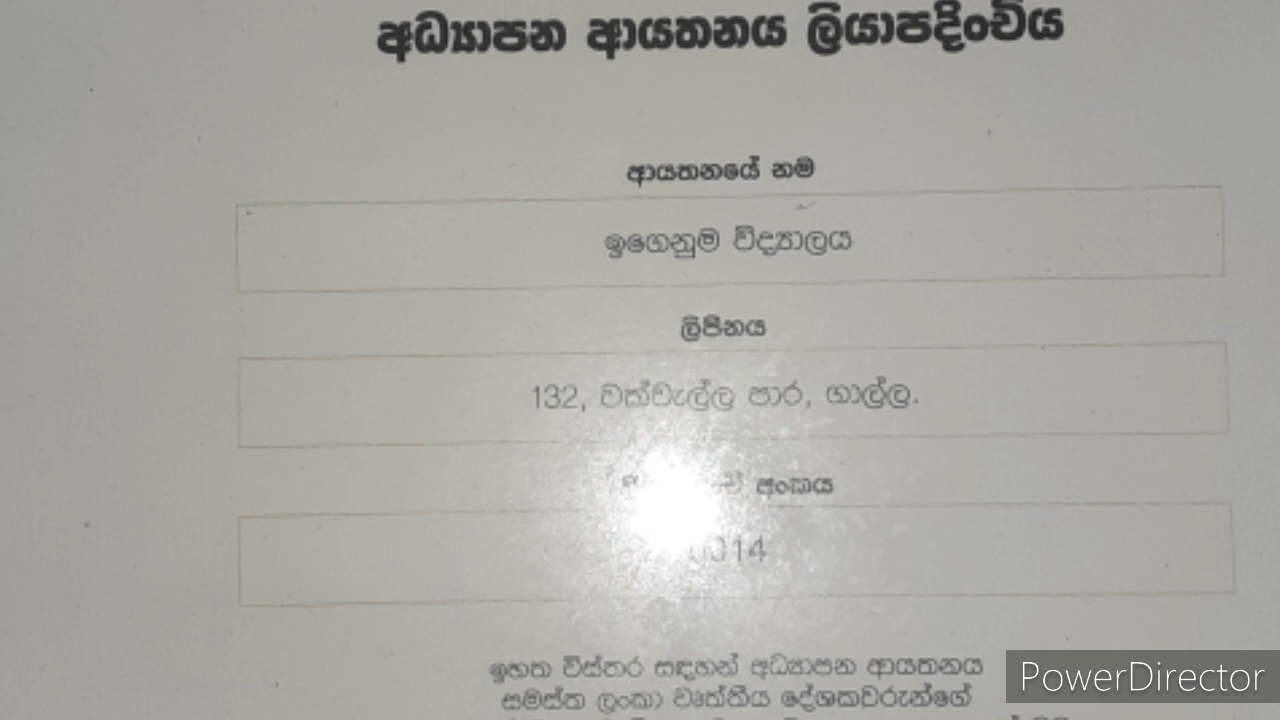 අධ්‍යාපන ආයතනය ලියාපදිංචිය
ආයතනයේ නම
ඉගෙනුම විද්‍යාලය
ලිපිනය
132, වක්වැල්ල පාර, ගාල්ල.
අංකය
ඉහත විස්තර සඳහන් අධ්‍යාපන ආයතනය
සමස්ත ලංකා වෘත්තීය දේශකවරුන්ගේ
PowerDirector